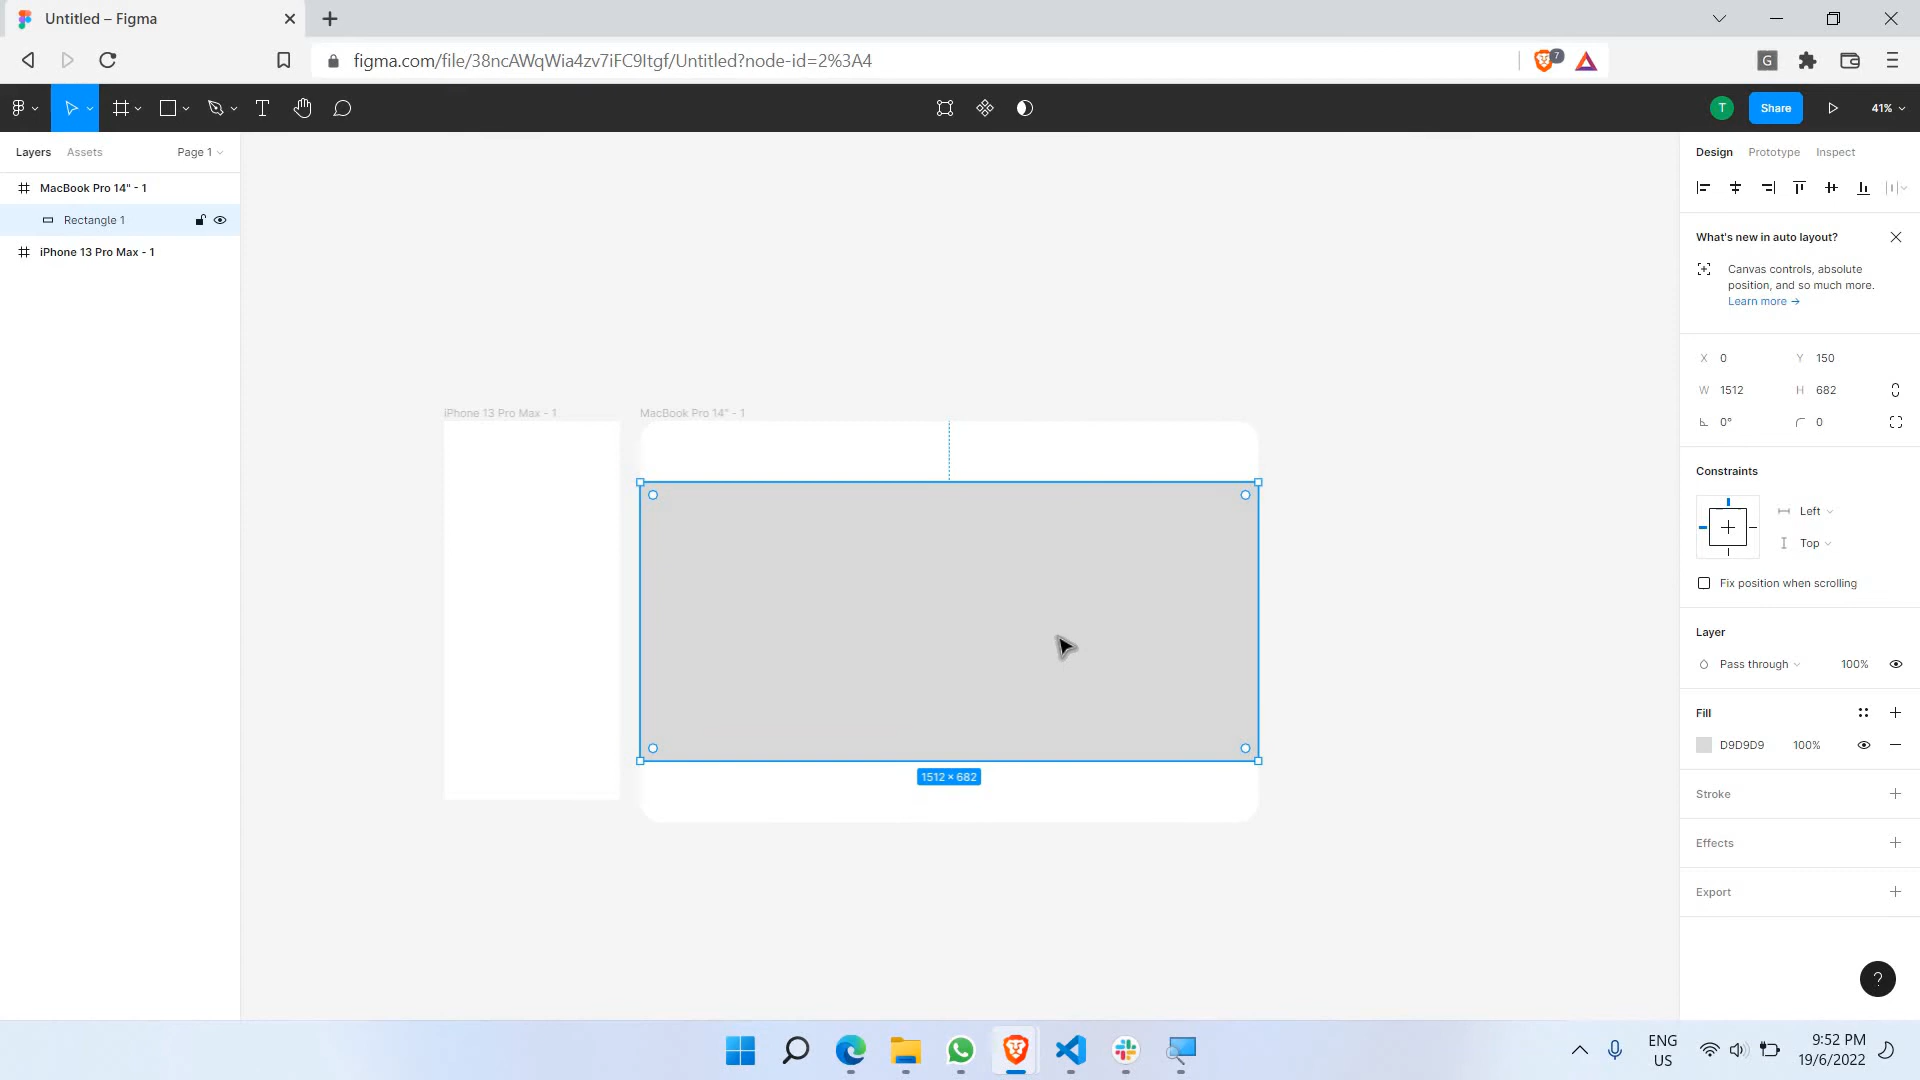 Untitled – Figma
figma.com/file/38ncAWqWia4zv7iFC9Itgf/Untitled?node-id=2%3A4
7
G
T
Share
41%
Layers
Assets
Page 1
MacBook Pro 14" - 1
Rectangle 1
iPhone 13 Pro Max - 1
iPhone 13 Pro Max - 1
MacBook Pro 14" - 1
1512 × 682
Design
Prototype
Inspect
What's new in auto layout?
Canvas controls, absolute
position, and so much more.
Learn more →
X 0
Y 150
W 1512
H 682
0°
0
Constraints
Left
Top
Fix position when scrolling
Layer
Pass through
100%
Fill
D9D9D9
100%
Stroke
Effects
Export
?
ENG
US
9:52 PM
19/6/2022